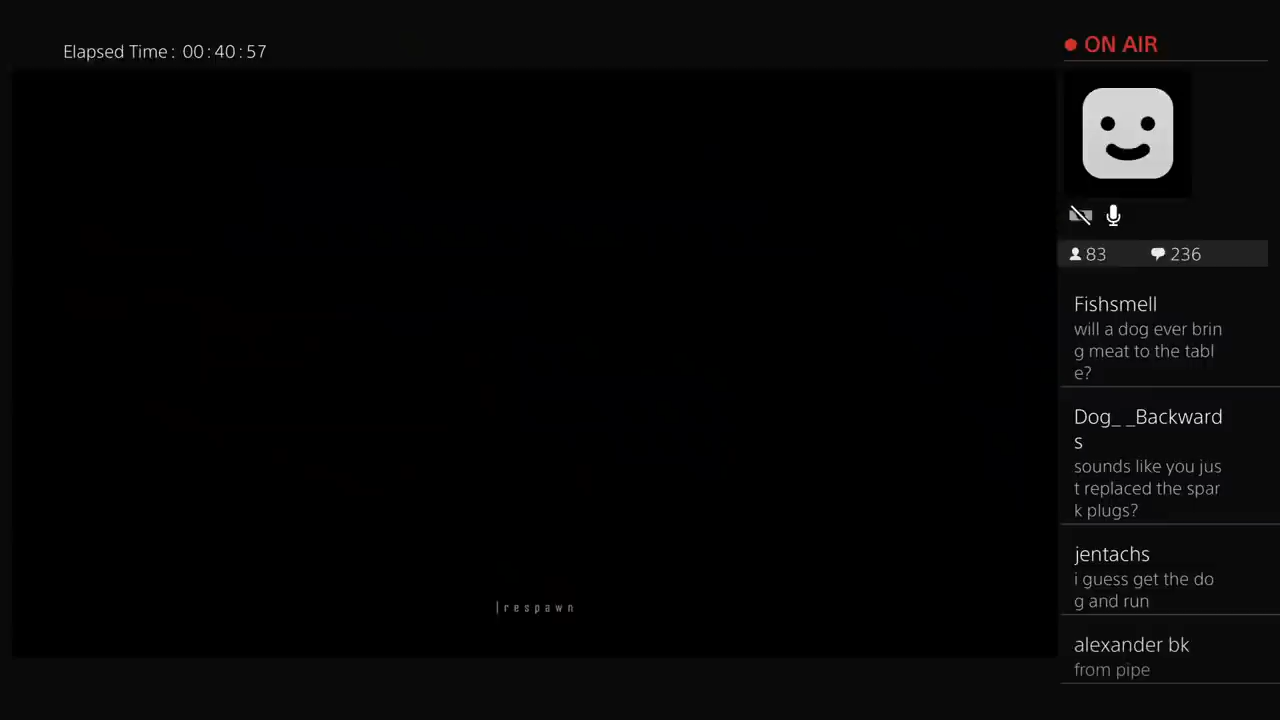 Elapsed Time: 00:40:57
ON AIR
83 236
Fishsmell
will a dog ever brin
g meat to the tabl
e?
Dog_ _Backward
s
sounds like you jus
t replaced the spar
k plugs?
jentachs
i guess get the do
g and run
alexander bk
from pipe
|respawn